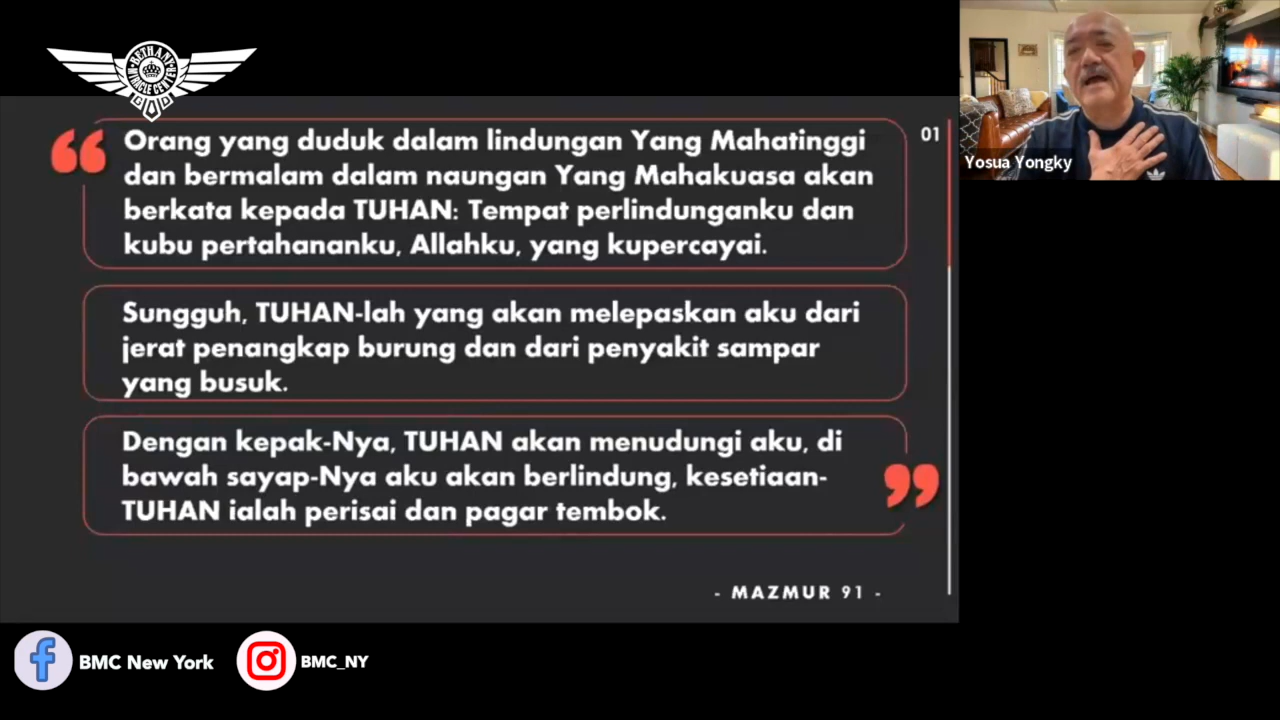 BETHANY
MIRACLE CENTER
Orang yang duduk dalam lindungan Yang Mahatinggi
dan bermalam dalam naungan Yang Mahakuasa akan
berkata kepada TUHAN: Tempat perlindunganku dan
kubu pertahananku, Allahku, yang kupercayai.
01
Yosua Yongky
Sungguh, TUHAN-lah yang akan melepaskan aku dari
jerat penangkap burung dan dari penyakit sampar
yang busuk.
Dengan kepak-Nya, TUHAN akan menudungi aku, di
bawah sayap-Nya aku akan berlindung, kesetiaan-
TUHAN ialah perisai dan pagar tembok.
- MAZMUR 91 -
BMC New York
BMC_NY